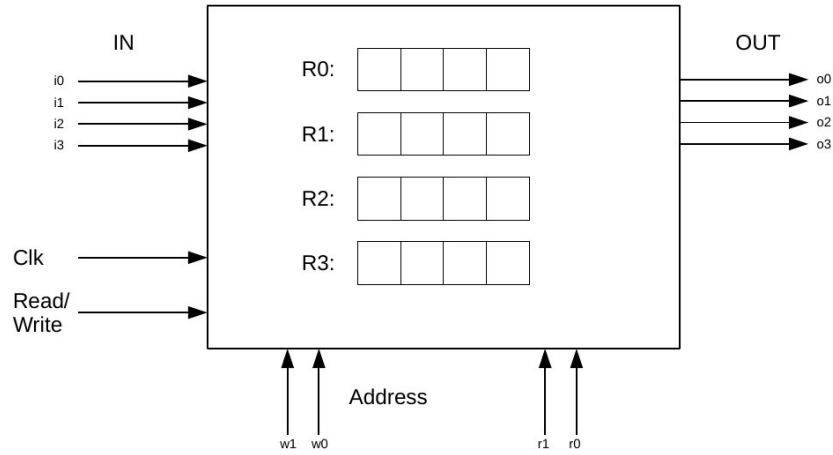 IN
OUT
i0
i1
i2
i3
R0:
R1:
R2:
R3:
o0
o1
o2
o3
Clk
Read/
Write
Address
w1 w0
r1 r0